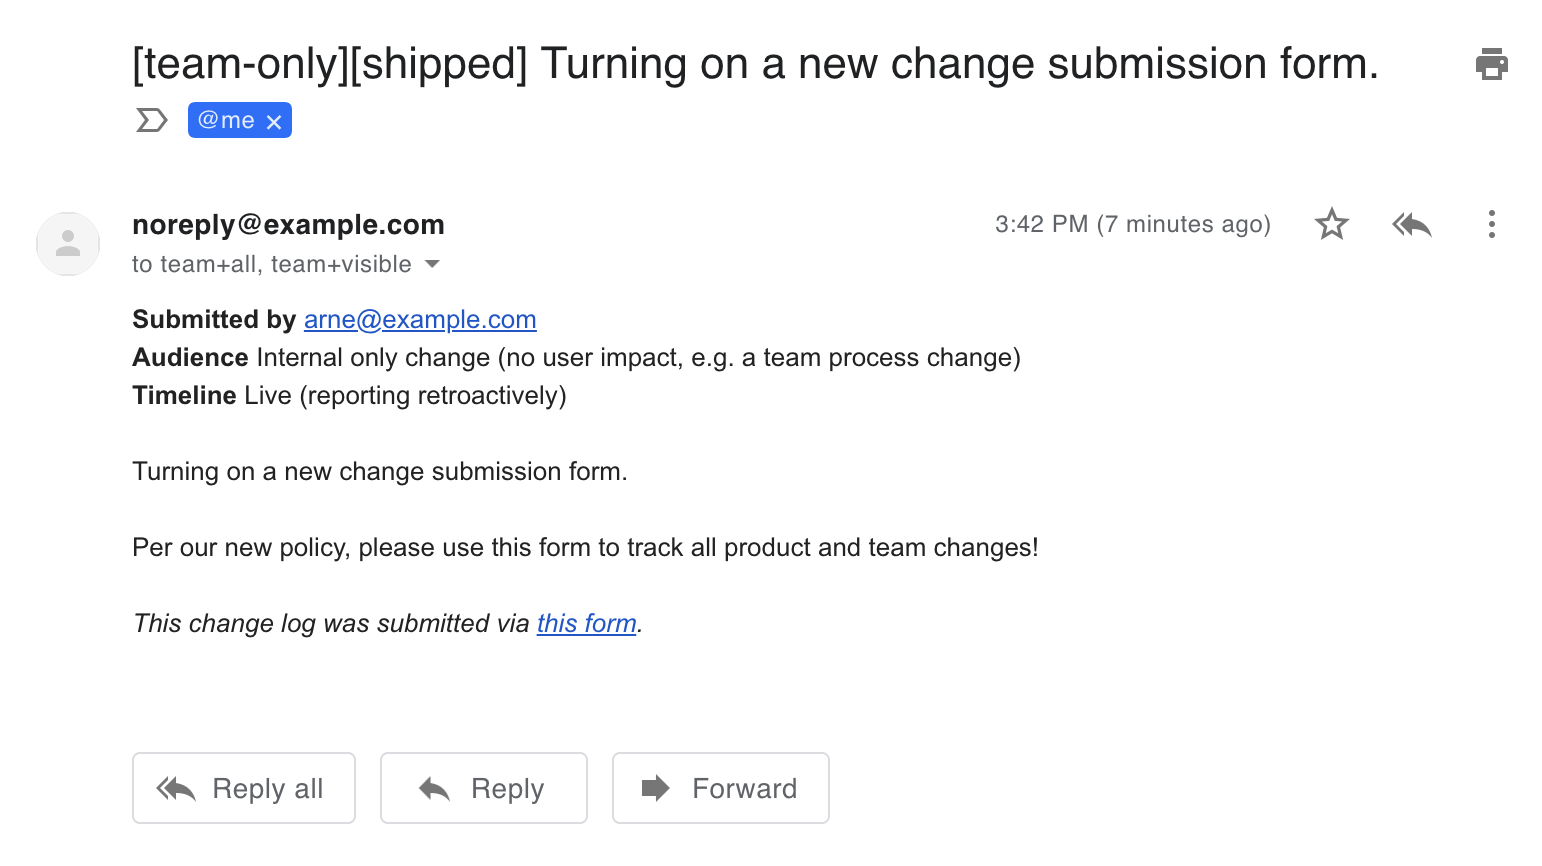 [team-only][shipped] Turning on a new change submission form.
@me ×
noreply@example.com
3:42 PM (7 minutes ago)
to team+all, team+visible
Submitted by arne@example.com
Audience Internal only change (no user impact, e.g. a team process change)
Timeline Live (reporting retroactively)
Turning on a new change submission form.
Per our new policy, please use this form to track all product and team changes!
This change log was submitted via this form.
Reply all
Reply
Forward